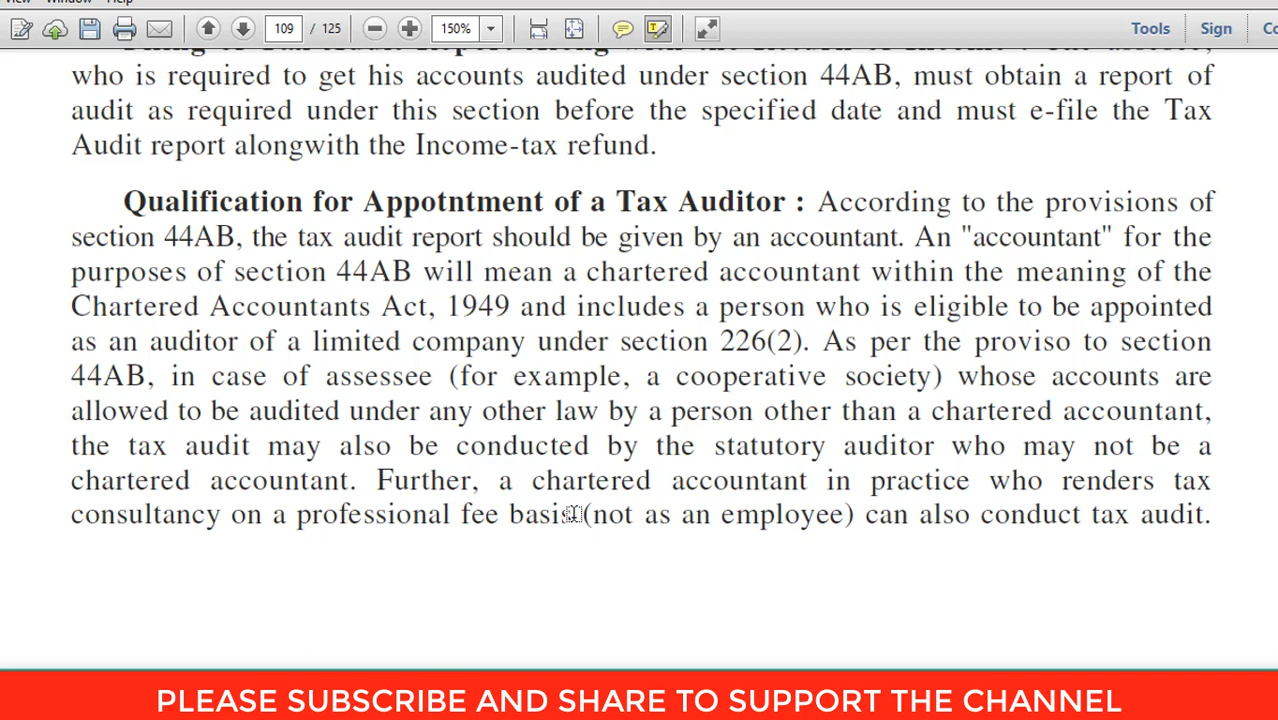 109 / 125 150% Tools Sign
who is required to get his accounts audited under section 44AB, must obtain a report of
audit as required under this section before the specified date and must e-file the Tax
Audit report alongwith the Income-tax refund.
Qualification for Appotntment of a Tax Auditor : According to the provisions of
section 44AB, the tax audit report should be given by an accountant. An "accountant" for the
purposes of section 44AB will mean a chartered accountant within the meaning of the
Chartered Accountants Act, 1949 and includes a person who is eligible to be appointed
as an auditor of a limited company under section 226(2). As per the proviso to section
44AB, in case of assessee (for example, a cooperative society) whose accounts are
allowed to be audited under any other law by a person other than a chartered accountant,
the tax audit may also be conducted by the statutory auditor who may not be a
chartered accountant. Further, a chartered accountant in practice who renders tax
consultancy on a professional fee basis (not as an employee) can also conduct tax audit.
PLEASE SUBSCRIBE AND SHARE TO SUPPORT THE CHANNEL